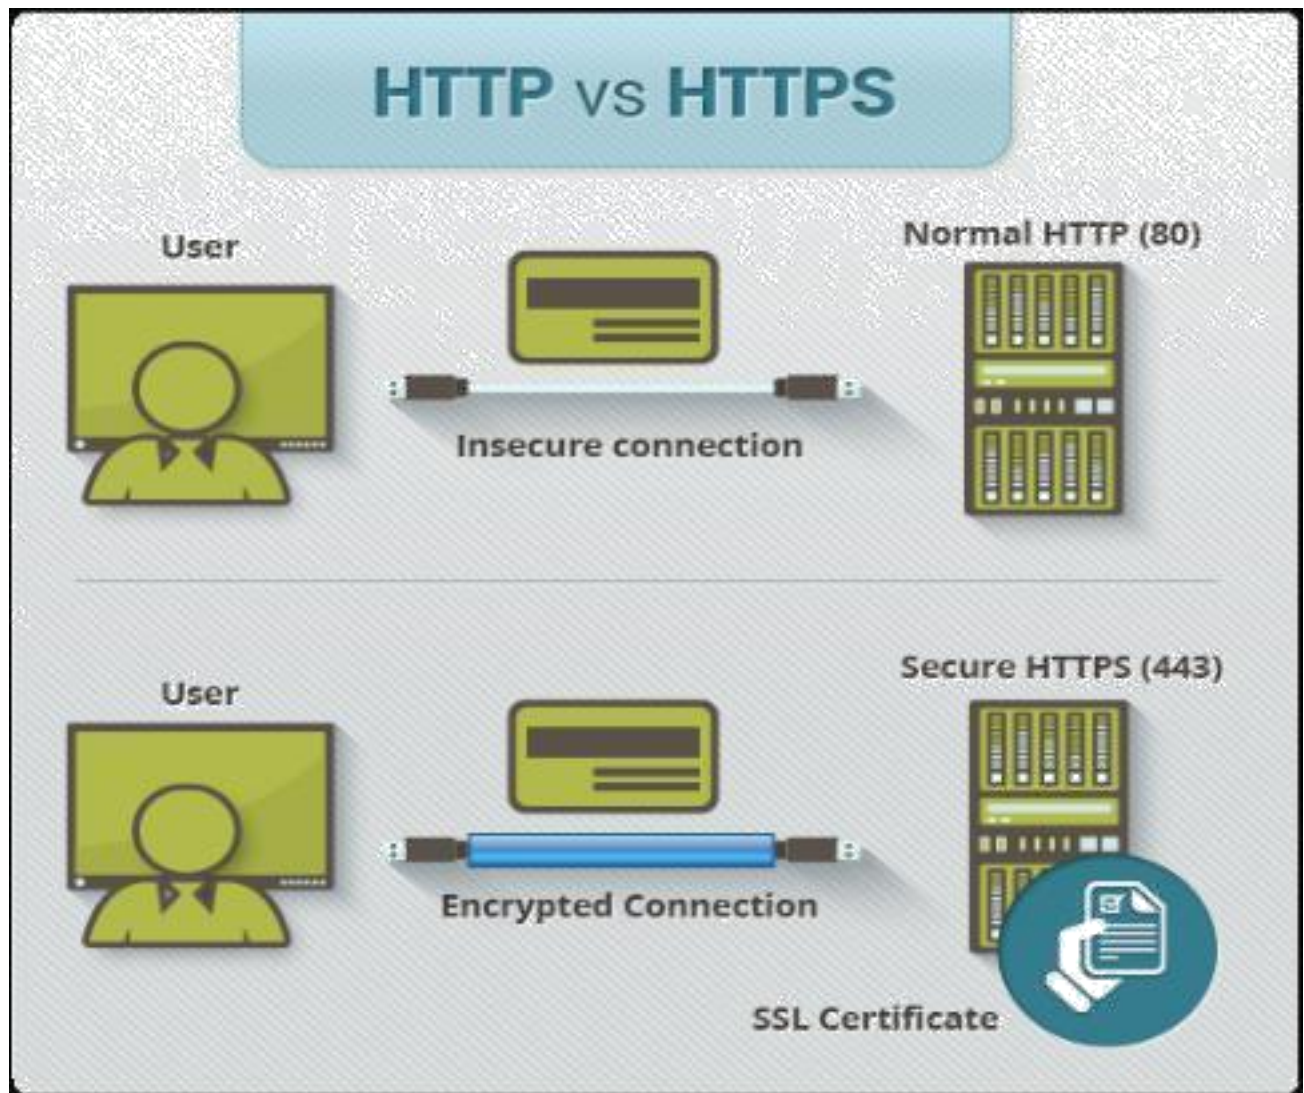 HTTP vs HTTPS
User
Normal HTTP (80)
Insecure connection
User
Secure HTTPS (443)
Encrypted Connection
SSL Certificate